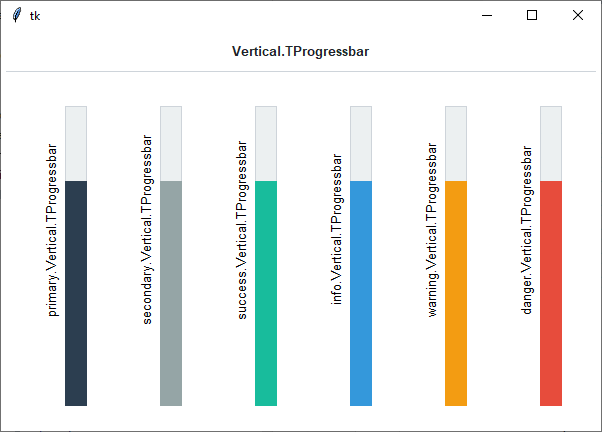 tk
Vertical.TProgressbar
primary.Vertical.TProgressbar
secondary.Vertical.TProgressbar
success.Vertical.TProgressbar
info.Vertical.TProgressbar
warning.Vertical.TProgressbar
danger.Vertical.TProgressbar